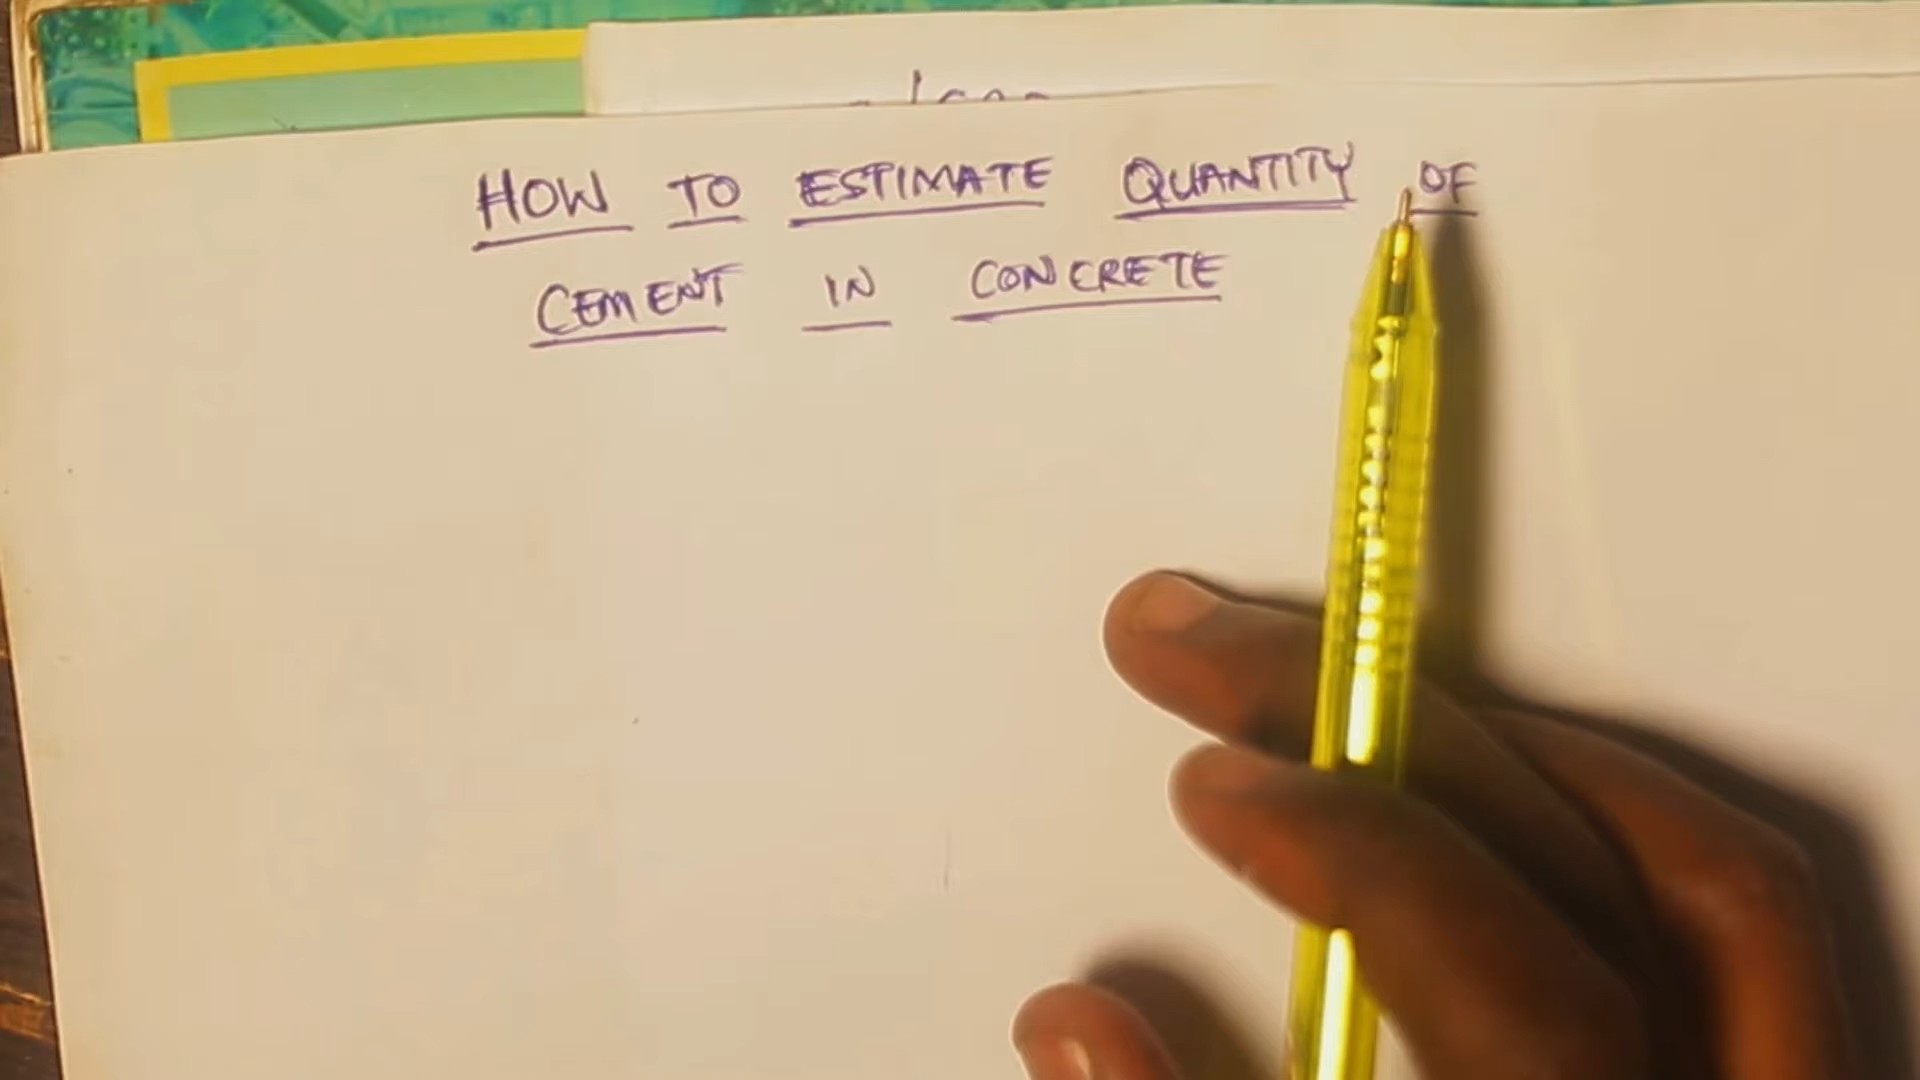 HOW TO ESTIMATE QUANTITY OF
CEMENT IN CONCRETE